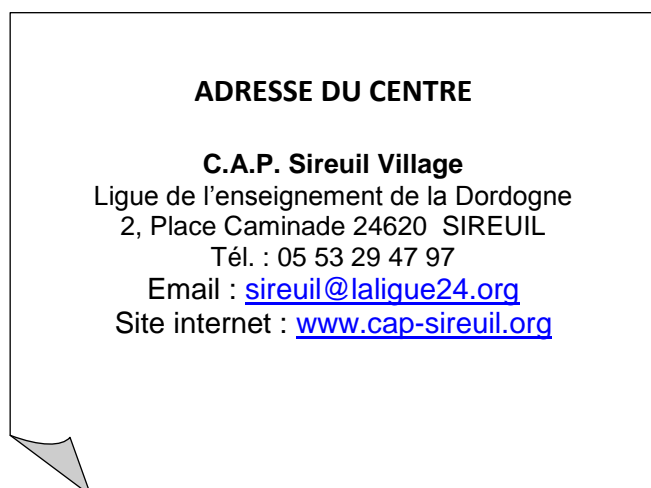 ADRESSE DU CENTRE
C.A.P. Sireuil Village
Ligue de l’enseignement de la Dordogne
2, Place Caminade 24620  SIREUIL
Tél. : 05 53 29 47 97
Email : sireuil@laligue24.org
Site internet : www.cap-sireuil.org